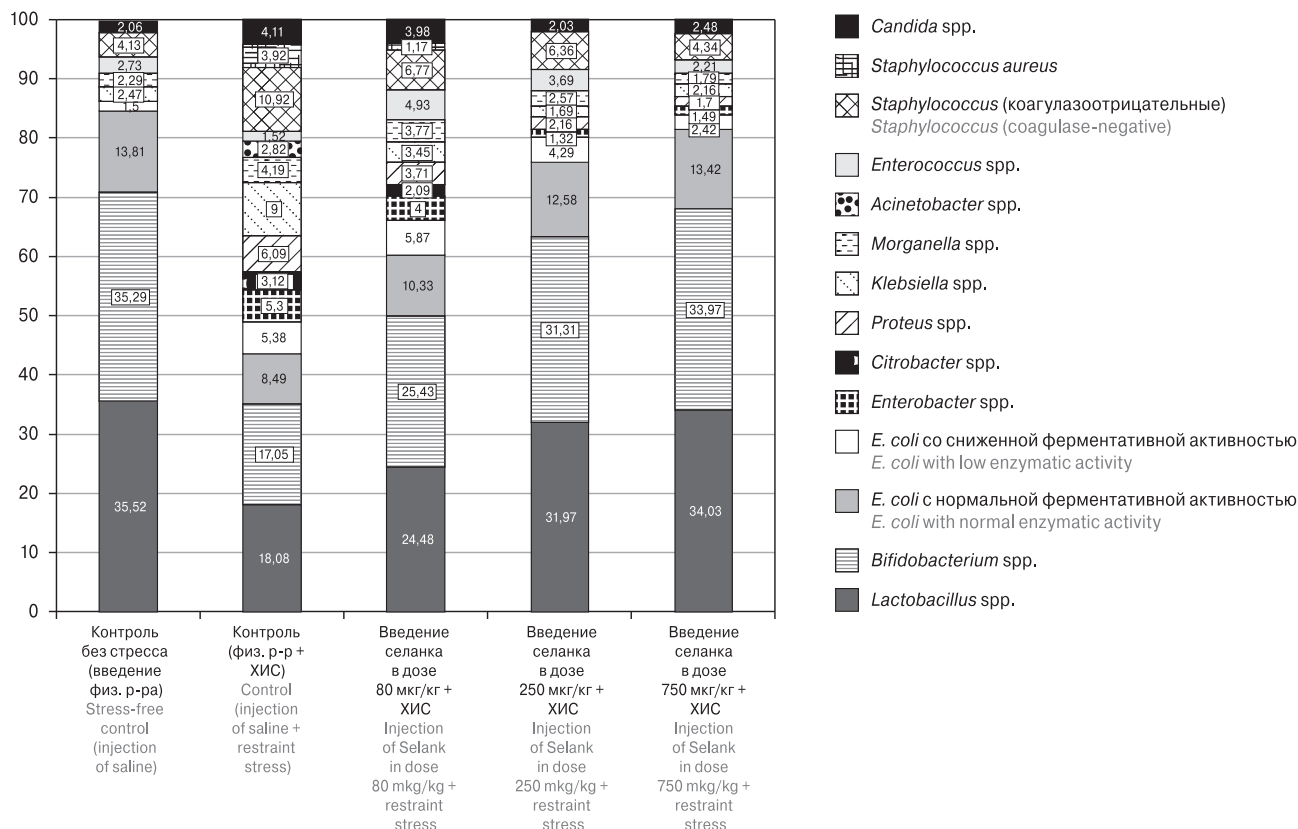 100
90
80
70
60
50
40
30
20
10
0
2,06
4,13
2,73
2,29
2,47
1,5
13,81
35,29
35,52
4,11
3,92
10,92
1,52
2,82
4,19
9
6,09
3,12
5,3
5,38
8,49
17,05
18,08
3,98
1,17
6,77
4,93
3,77
3,45
3,71
2,09
4
5,87
10,33
25,43
24,48
2,03
6,36
3,69
2,57
1,69
2,16
1,32
4,29
12,58
31,31
31,97
2,48
4,34
2,21
1,79
2,16
1,7
1,49
2,42
13,42
33,97
34,03
Контроль
без стресса
(введение
физ. р-ра)
Stress-free
control
(injection
of saline)
Контроль
(физ. р-р +
ХИС)
Control
(injection
of saline +
restraint
stress)
Введение
селанка
в дозе
80 мкг/кг +
ХИС
Injection
of Selank
in dose
80 mkg/kg +
restraint
stress
Введение
селанка
в дозе
250 мкг/кг +
ХИС
Injection
of Selank
in dose
250 mkg/kg +
restraint
stress
Введение
селанка
в дозе
750 мкг/кг +
ХИС
Injection
of Selank
in dose
750 mkg/kg +
restraint
stress
Candida spp.
Staphylococcus aureus
Staphylococcus (коагулазоотрицательные)
Staphylococcus (coagulase-negative)
Enterococcus spp.
Acinetobacter spp.
Morganella spp.
Klebsiella spp.
Proteus spp.
Citrobacter spp.
Enterobacter spp.
E. coli со сниженной ферментативной активностью
E. coli with low enzymatic activity
E. coli с нормальной ферментативной активностью
E. coli with normal enzymatic activity
Bifidobacterium spp.
Lactobacillus spp.